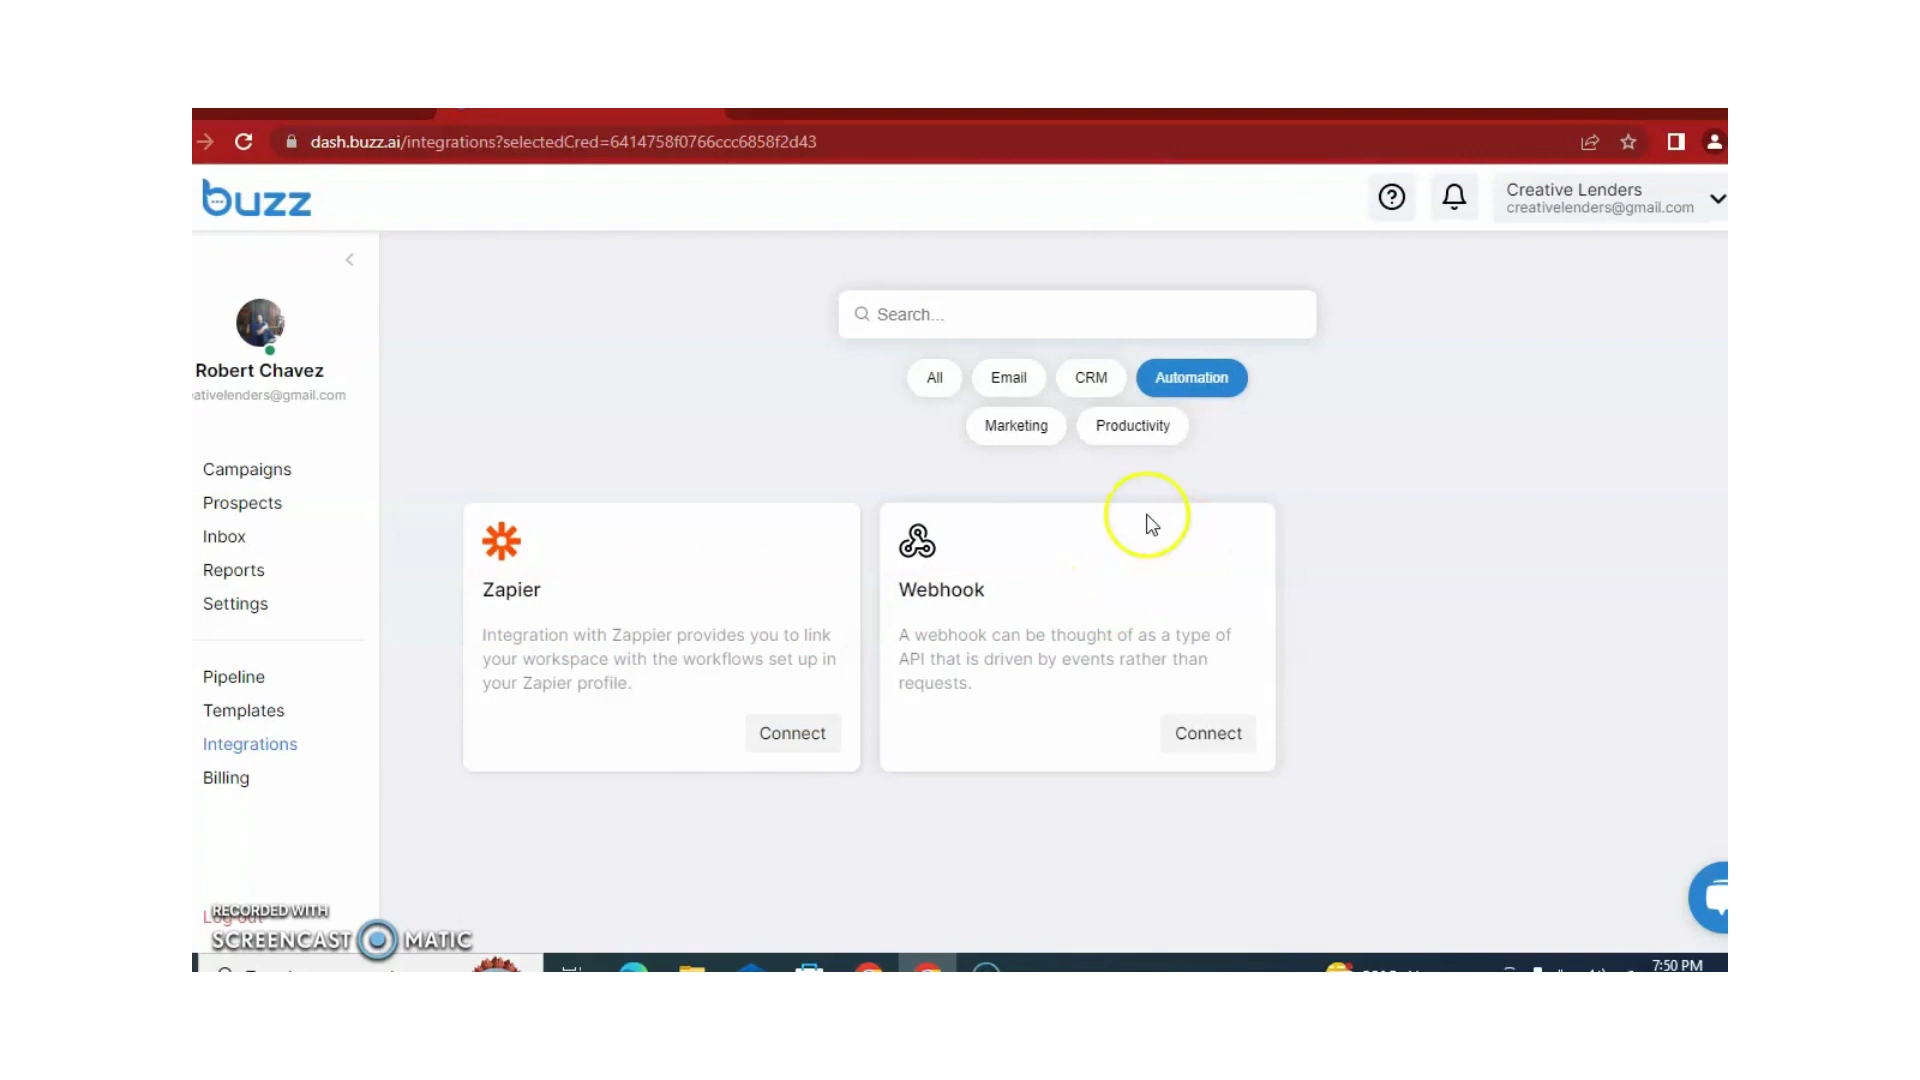 dash.buzz.ai/integrations?selectedCred=6414758f0766ccc6858f2d43
buzz
Creative Lenders
creativelenders@gmail.com
Search...
Robert Chavez
ativelenders@gmail.com
All
Email
CRM
Automation
Marketing
Productivity
Campaigns
Prospects
Inbox
Reports
Settings
Pipeline
Templates
Integrations
Billing
Log out
Zapier
Integration with Zappier provides you to link
your workspace with the workflows set up in
your Zapier profile.
Connect
Webhook
A webhook can be thought of as a type of
API that is driven by events rather than
requests.
Connect
RECORDED WITH
SCREENCAST MATIC
7:50 PM